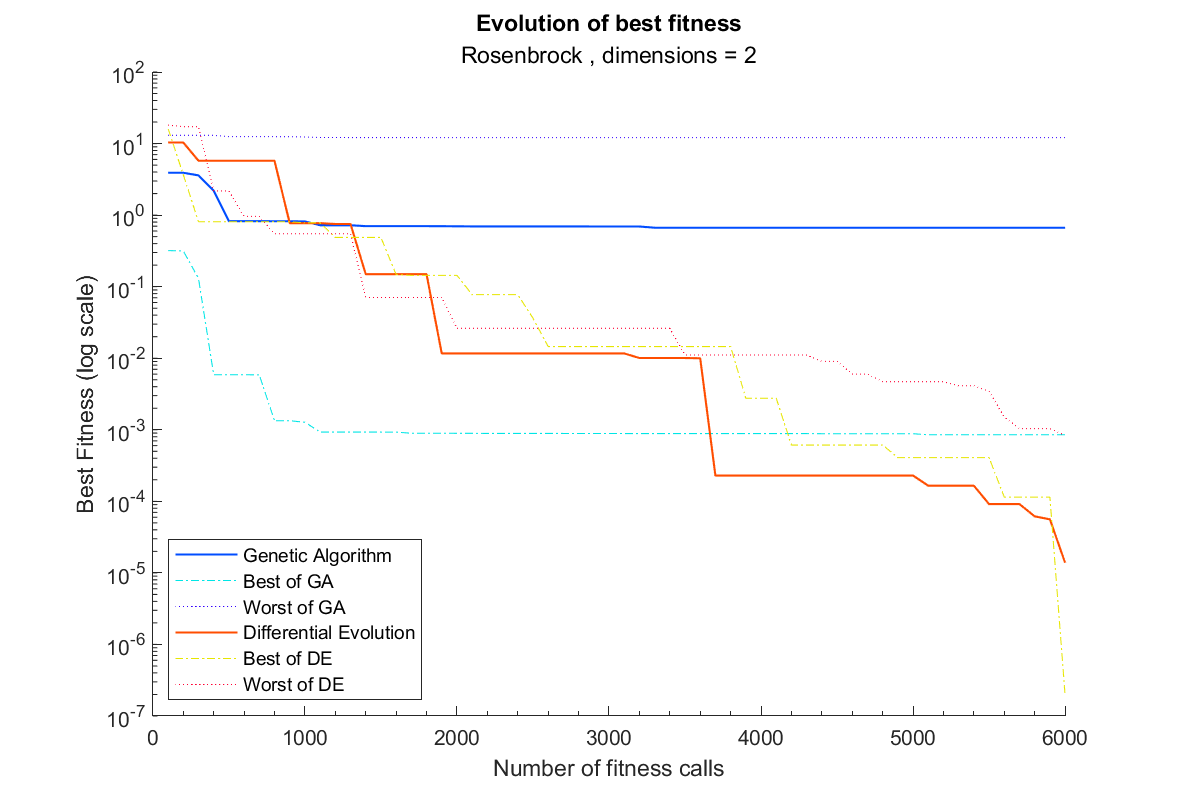 Evolution of best fitness
Rosenbrock , dimensions = 2
Best Fitness (log scale)
10^2
10^1
10^0
10^-1
10^-2
10^-3
10^-4
10^-5
10^-6
10^-7
Genetic Algorithm
Best of GA
Worst of GA
Differential Evolution
Best of DE
Worst of DE
0 1000 2000 3000 4000 5000 6000
Number of fitness calls